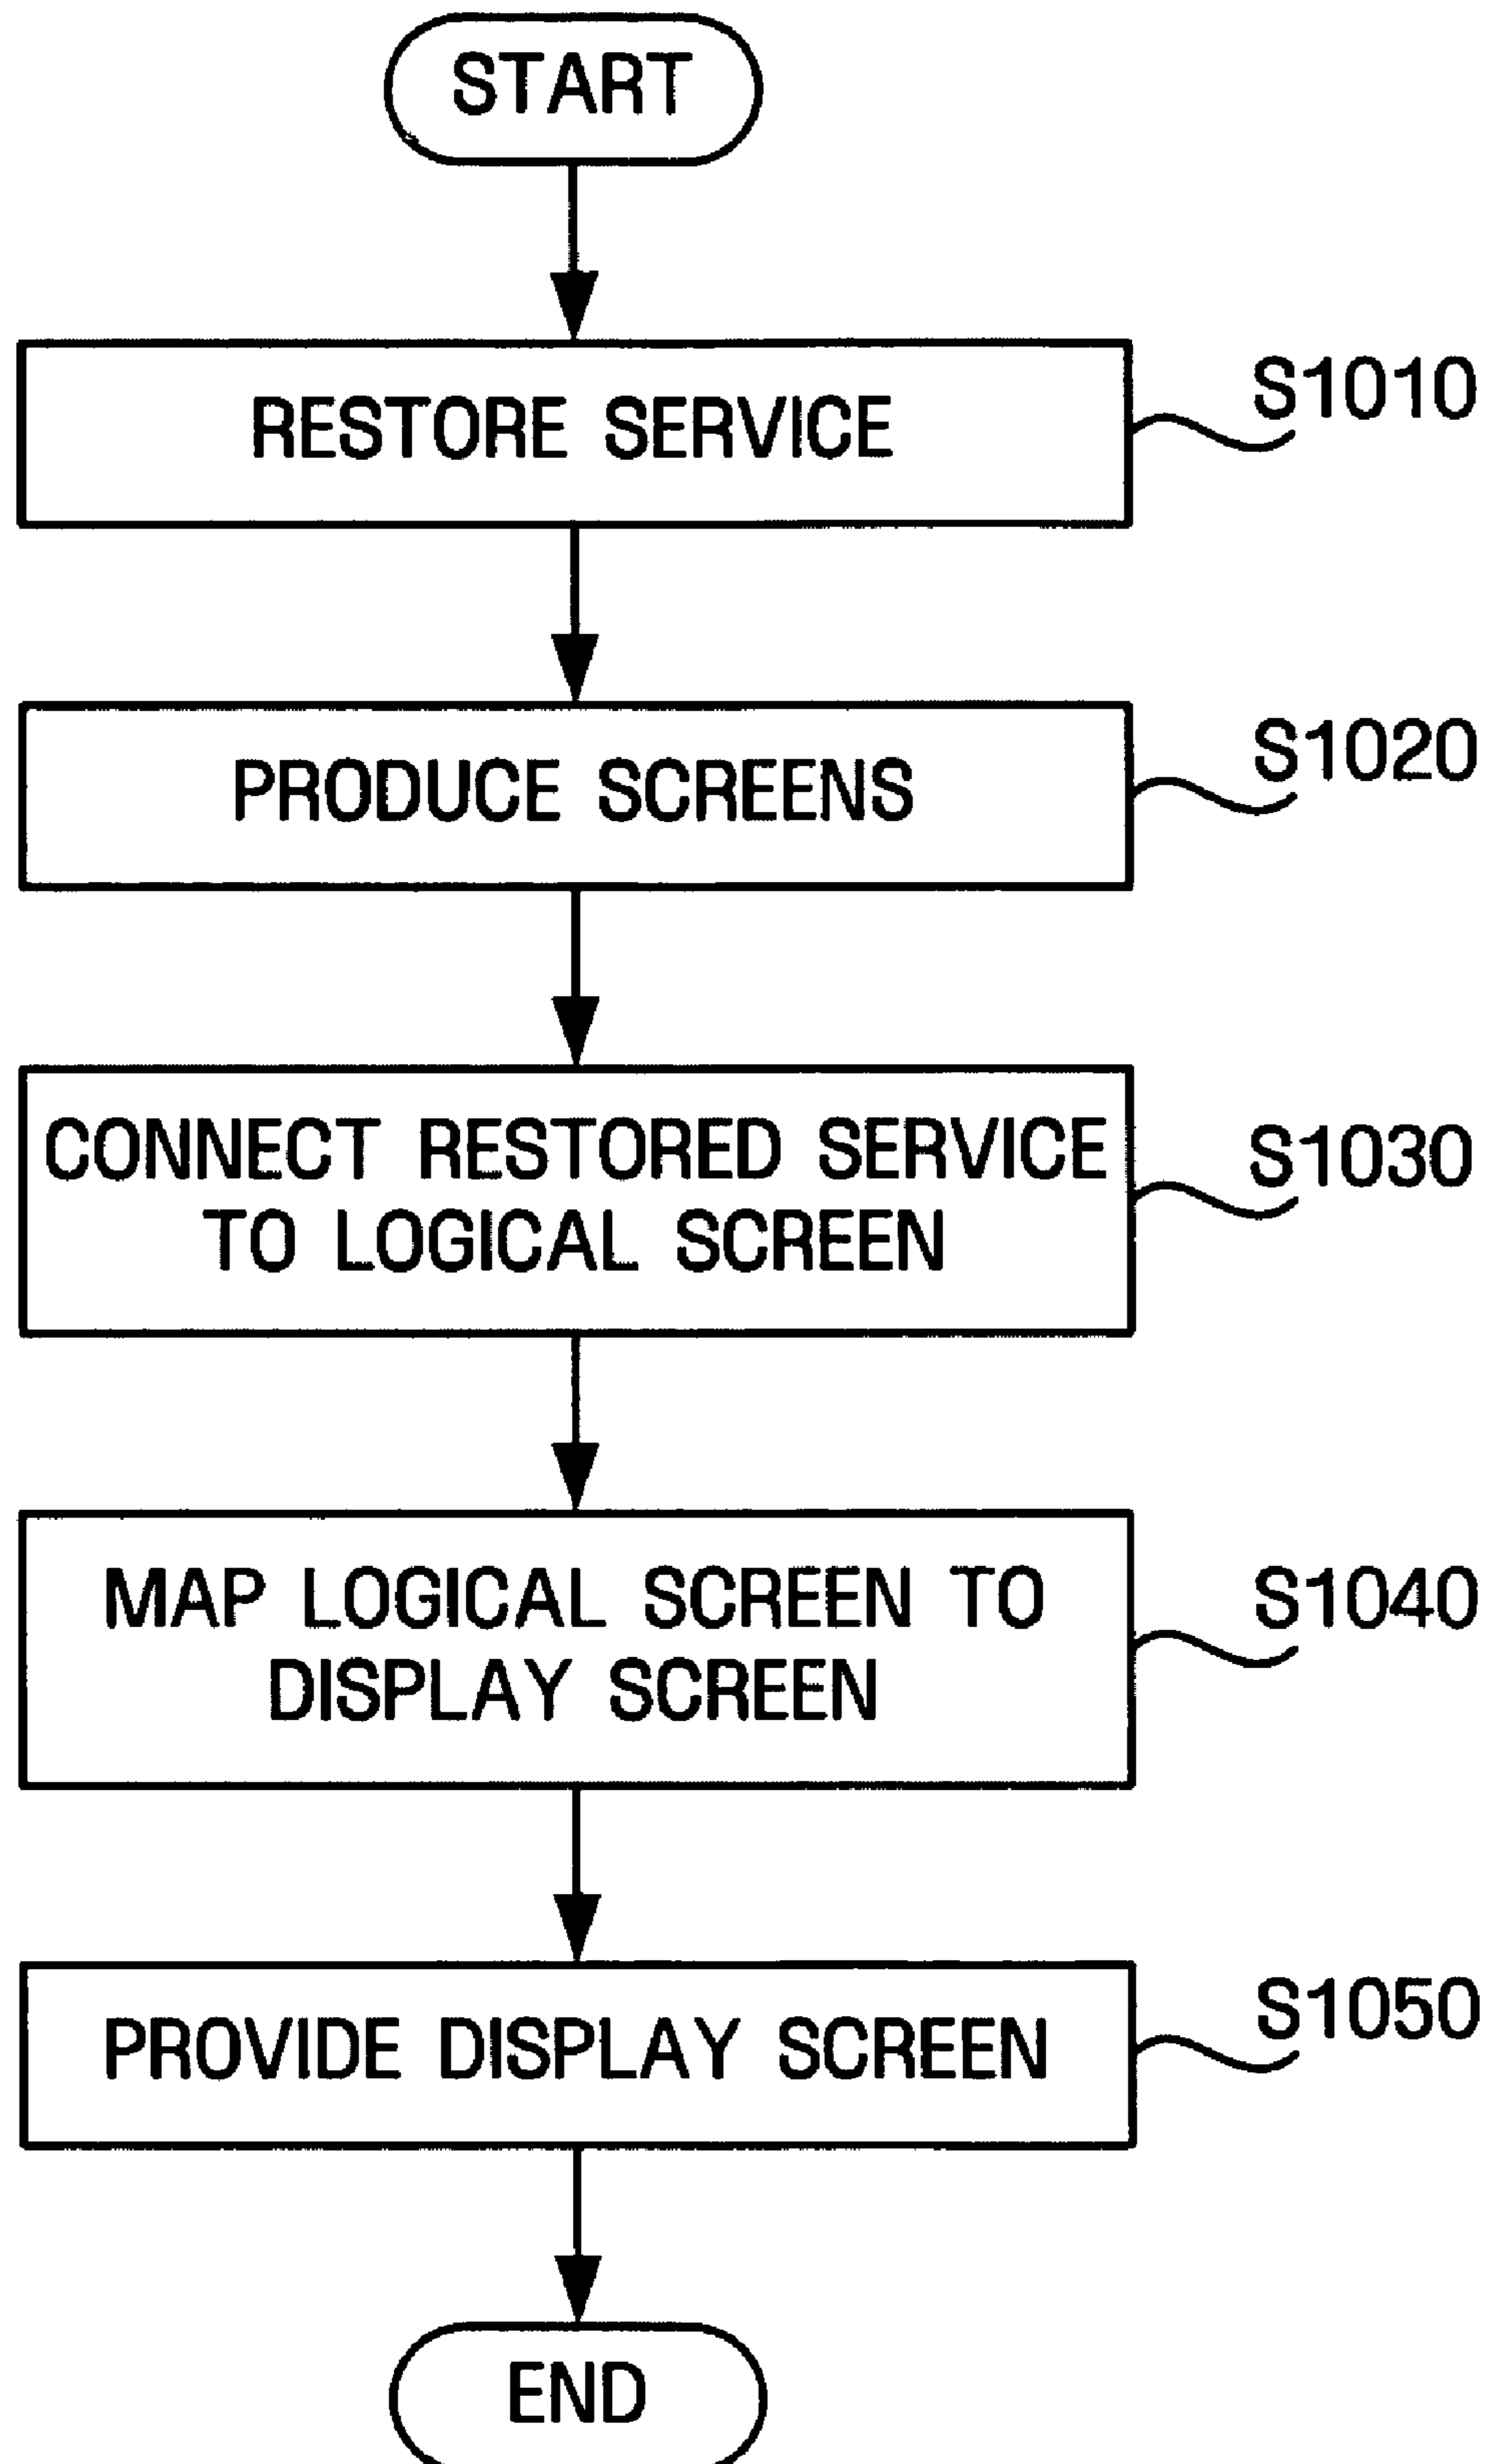 START
RESTORE SERVICE
S1010
PRODUCE SCREENS
S1020
CONNECT RESTORED SERVICE
TO LOGICAL SCREEN
S1030
MAP LOGICAL SCREEN TO
DISPLAY SCREEN
S1040
PROVIDE DISPLAY SCREEN
S1050
END